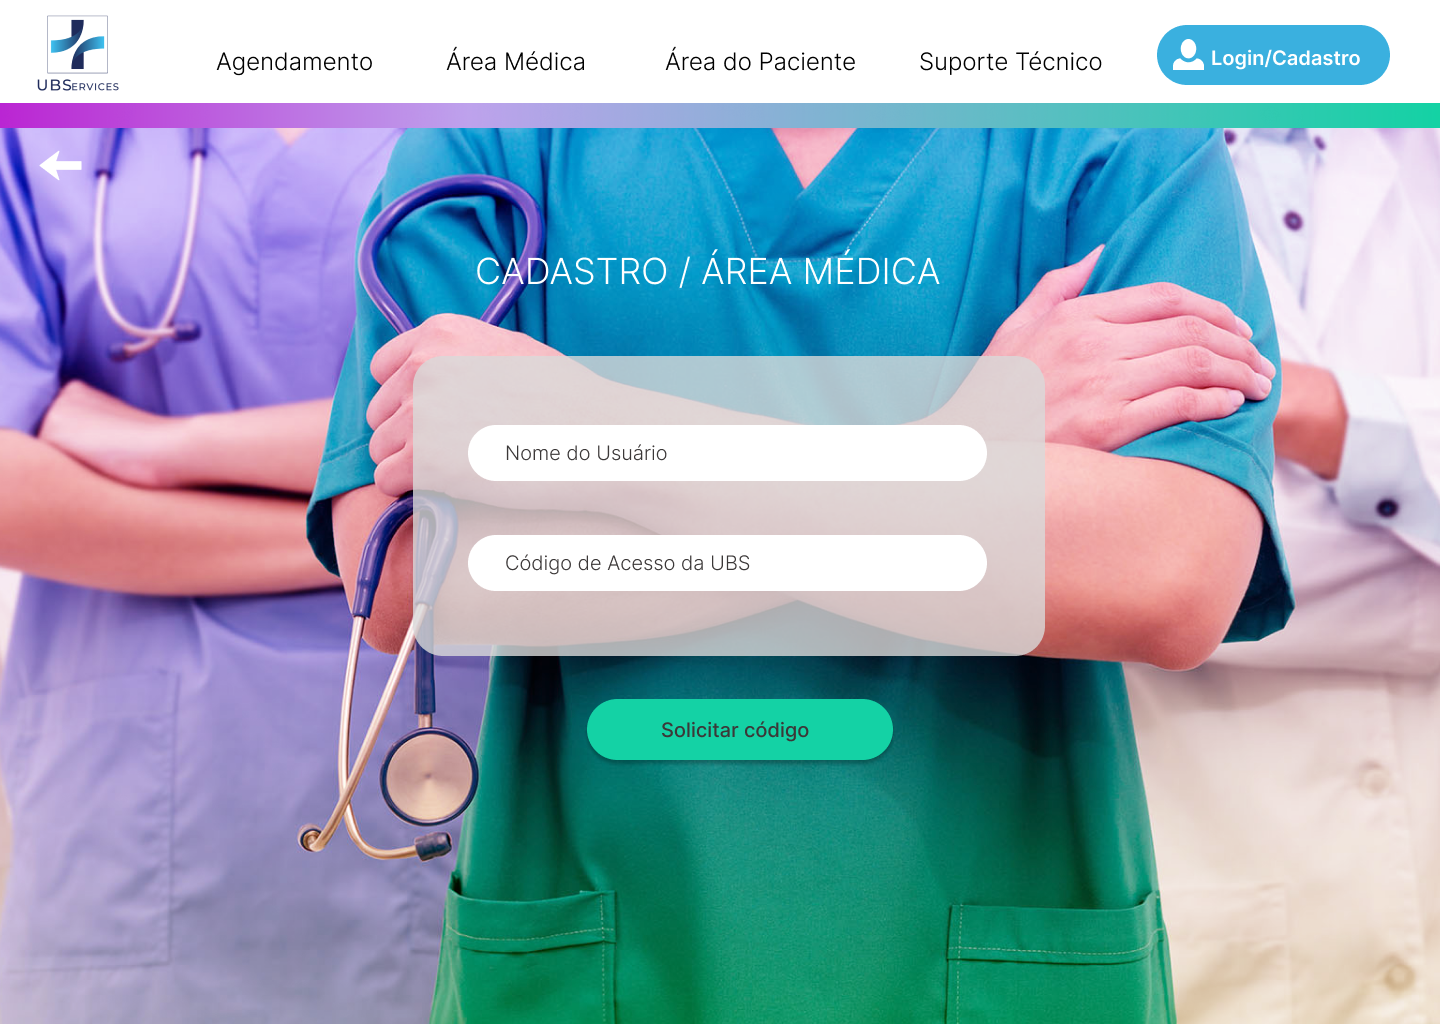 UBServices
Agendamento
Área Médica
Área do Paciente
Suporte Técnico
Login/Cadastro
CADASTRO / ÁREA MÉDICA
Nome do Usuário
Código de Acesso da UBS
Solicitar código